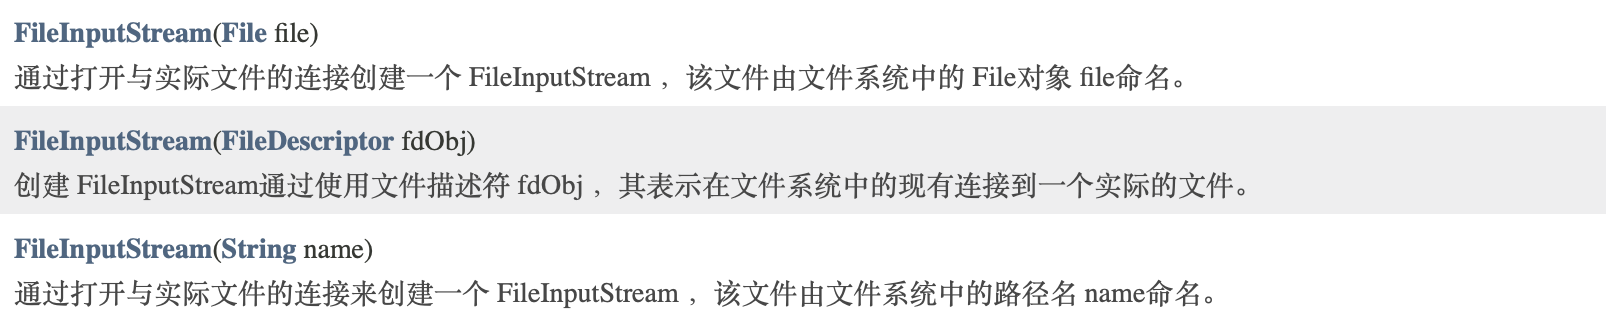 FileInputStream(File file)
通过打开与实际文件的连接创建一个 FileInputStream ，该文件由文件系统中的 File对象 file命名。
FileInputStream(FileDescriptor fdObj)
创建 FileInputStream通过使用文件描述符 fdObj ，其表示在文件系统中的现有连接到一个实际的文件。
FileInputStream(String name)
通过打开与实际文件的连接来创建一个 FileInputStream ，该文件由文件系统中的路径名 name命名。